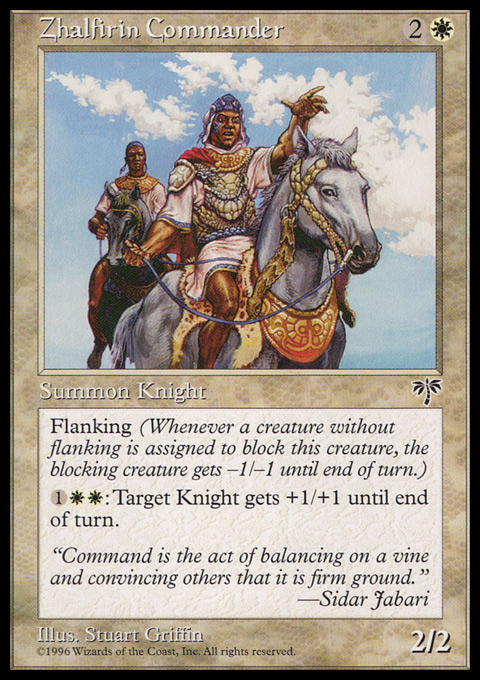 Zhalfirin Commander 2
Summon Knight
Flanking (Whenever a creature without
flanking is assigned to block this creature, the
blocking creature gets –1/–1 until end of turn.)
1 : Target Knight gets +1/+1 until end
of turn.
“Command is the act of balancing on a vine
and convincing others that it is firm ground.”
—Sidar Jabari
Illus. Stuart Griffin
2/2
©1996 Wizards of the Coast, Inc. All rights reserved.